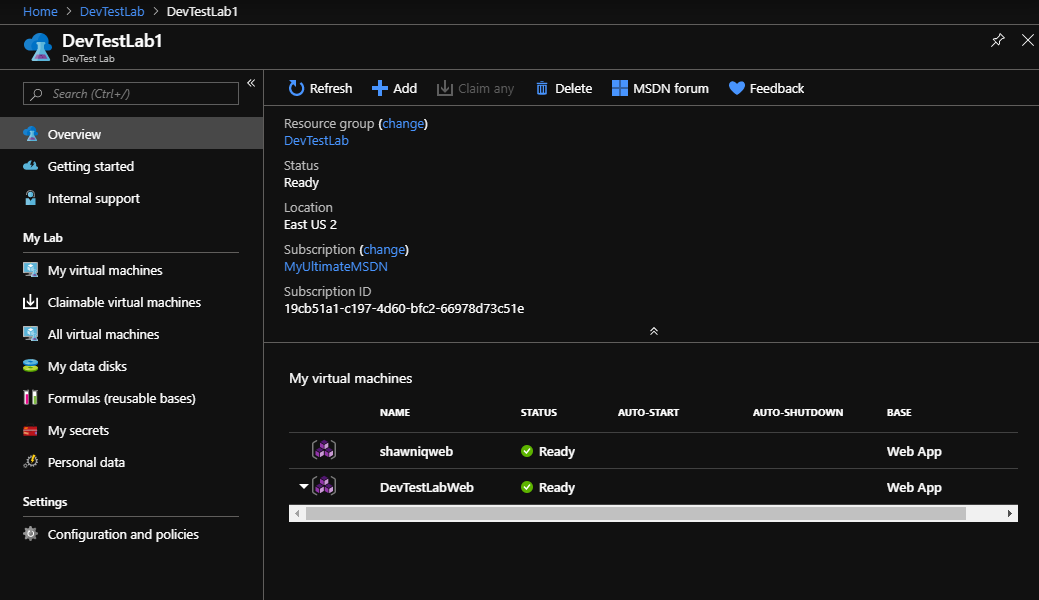 Home > DevTestLab > DevTestLab1
DevTestLab1
DevTest Lab
Search (Ctrl+/)
«
Refresh Add Claim any Delete MSDN forum Feedback
Overview
Getting started
Internal support
My Lab
My virtual machines
Claimable virtual machines
All virtual machines
My data disks
Formulas (reusable bases)
My secrets
Personal data
Settings
Configuration and policies
Resource group (change)
DevTestLab
Status
Ready
Location
East US 2
Subscription (change)
MyUltimateMSDN
Subscription ID
19cb51a1-c197-4d60-bfc2-66978d73c51e
My virtual machines
NAME STATUS AUTO-START AUTO-SHUTDOWN BASE
shawniqweb Ready Web App
DevTestLabWeb Ready Web App